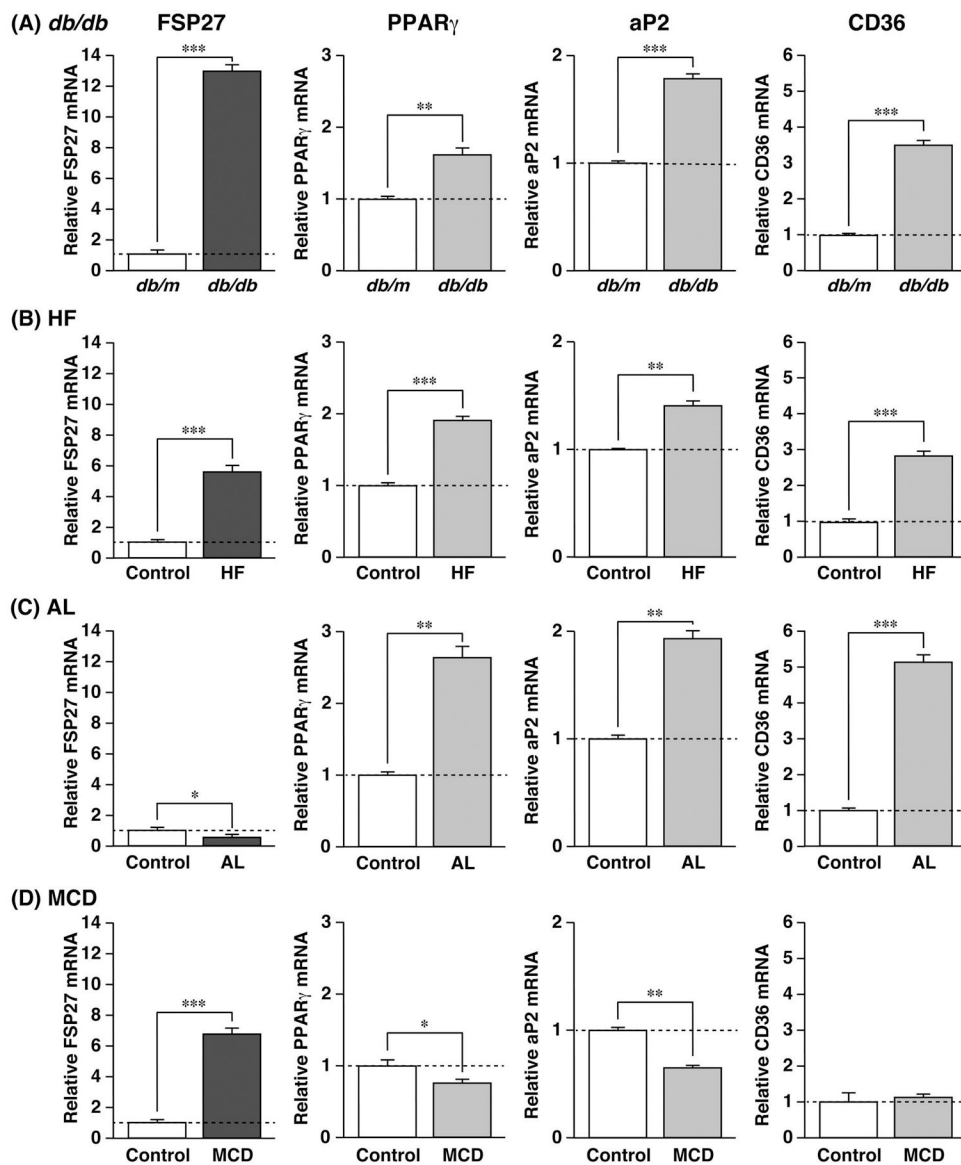 (A) db/db FSP27 PPARγ aP2 CD36
Relative FSP27 mRNA
14
12
10
8
6
4
2
0
***
db/m db/db
Relative PPARγ mRNA
3
2
1
0
**
db/m db/db
Relative aP2 mRNA
2
1
0
***
db/m db/db
Relative CD36 mRNA
6
5
4
3
2
1
0
***
db/m db/db
(B) HF
Relative FSP27 mRNA
14
12
10
8
6
4
2
0
***
Control HF
Relative PPARγ mRNA
3
2
1
0
***
Control HF
Relative aP2 mRNA
2
1
0
**
Control HF
Relative CD36 mRNA
6
5
4
3
2
1
0
***
Control HF
(C) AL
Relative FSP27 mRNA
14
12
10
8
6
4
2
0
*
Control AL
Relative PPARγ mRNA
3
2
1
0
**
Control AL
Relative aP2 mRNA
2
1
0
**
Control AL
Relative CD36 mRNA
6
5
4
3
2
1
0
***
Control AL
(D) MCD
Relative FSP27 mRNA
14
12
10
8
6
4
2
0
***
Control MCD
Relative PPARγ mRNA
3
2
1
0
*
Control MCD
Relative aP2 mRNA
2
1
0
**
Control MCD
Relative CD36 mRNA
6
5
4
3
2
1
0
Control MCD